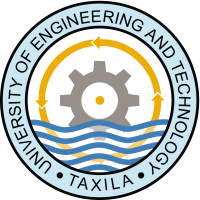 UNIVERSITY OF ENGINEERING AND TECHNOLOGY
• TAXILA •